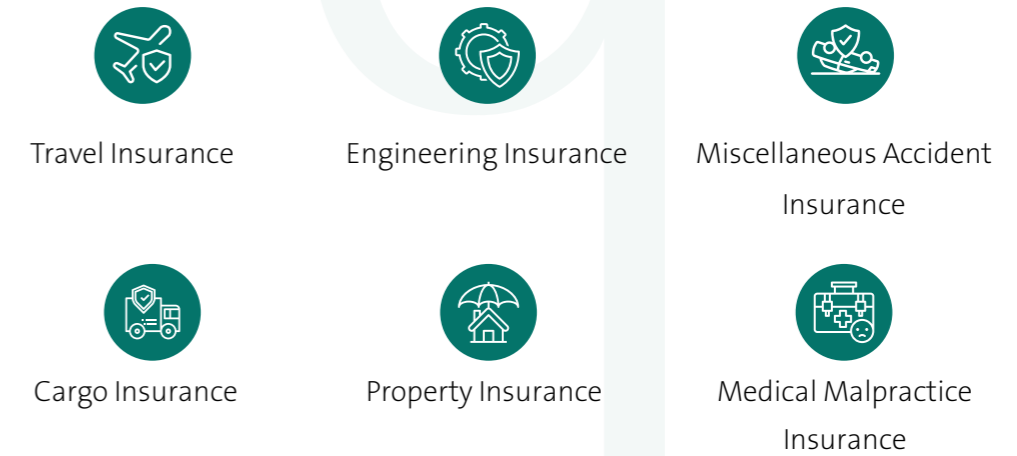 Travel Insurance
Engineering Insurance
Miscellaneous Accident
Insurance
Cargo Insurance
Property Insurance
Medical Malpractice
Insurance